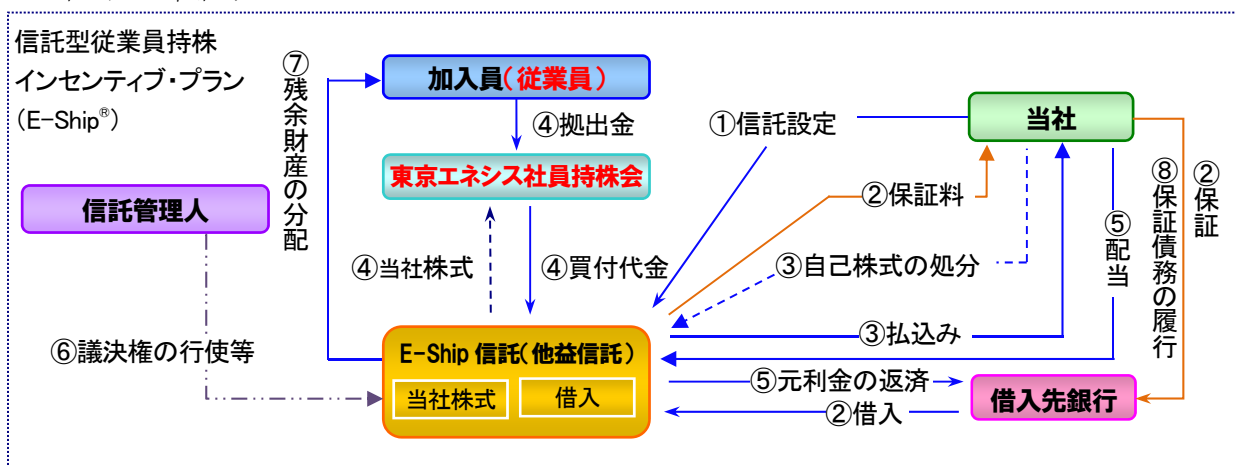 信託型従業員持株
インセンティブ・プラン
(E-Ship®)
⑦残余財産の分配
加入員(従業員)
④拠出金
①信託設定
当社
東京エネシス社員持株会
②保証料
②保証
⑧保証債務の履行
⑤配当
信託管理人
④当社株式
④買付代金
③自己株式の処分
⑥議決権の行使等
E-Ship 信託(他益信託)
③払込み
当社株式
借入
⑤元利金の返済
②借入
借入先銀行